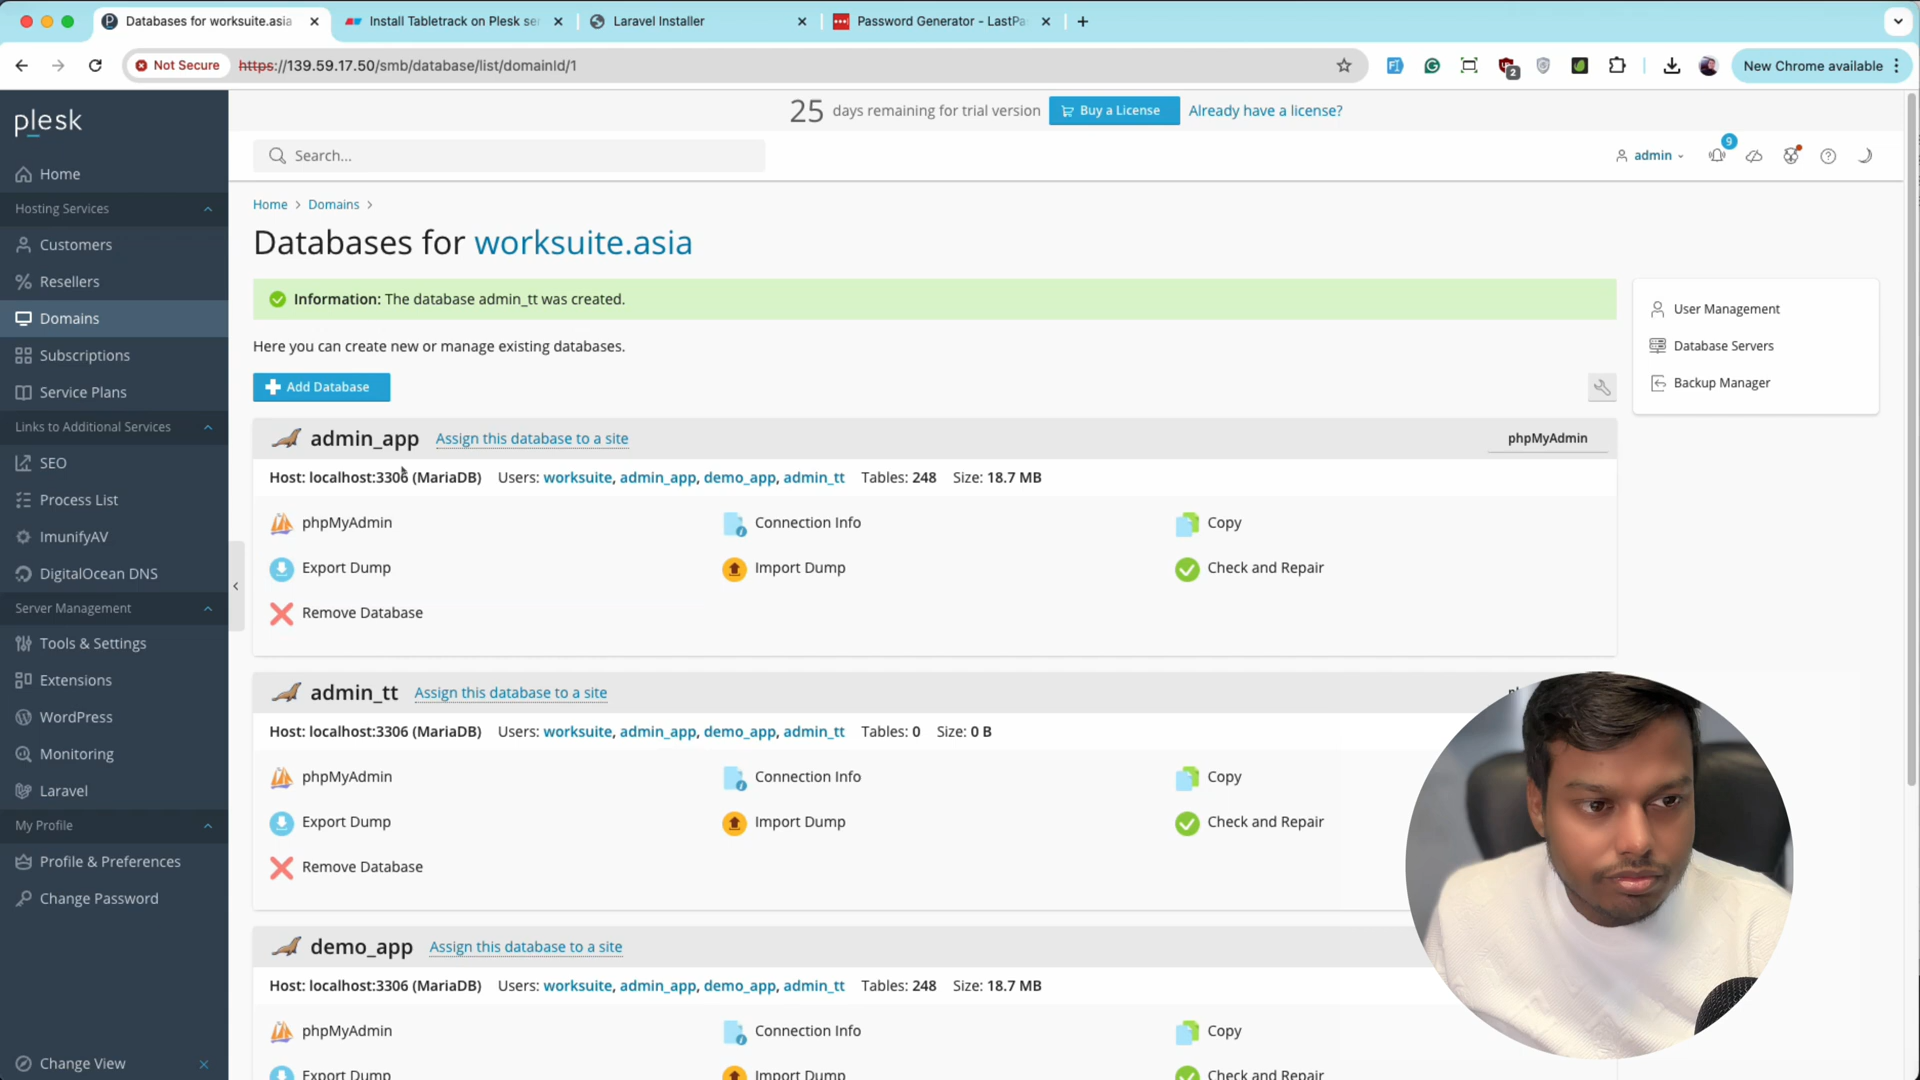 Databases for worksuite.asia
Install Tabletrack on Plesk se
Laravel Installer
Password Generator - LastPa
Not Secure
https://139.59.17.50/smb/database/list/domainId/1
2
New Chrome available
plesk
25 days remaining for trial version
Buy a License
Already have a license?
Search...
admin
9
Home
Hosting Services
Customers
Resellers
Domains
Subscriptions
Service Plans
Links to Additional Services
SEO
Process List
ImunifyAV
DigitalOcean DNS
Server Management
Tools & Settings
Extensions
WordPress
Monitoring
Laravel
My Profile
Profile & Preferences
Change Password
Change View
Home > Domains >
Databases for worksuite.asia
Information: The database admin_tt was created.
Here you can create new or manage existing databases.
Add Database
admin_app Assign this database to a site
phpMyAdmin
Host: localhost:3306 (MariaDB) Users: worksuite, admin_app, demo_app, admin_tt Tables: 248 Size: 18.7 MB
phpMyAdmin
Connection Info
Copy
Export Dump
Import Dump
Check and Repair
Remove Database
admin_tt Assign this database to a site
Host: localhost:3306 (MariaDB) Users: worksuite, admin_app, demo_app, admin_tt Tables: 0 Size: 0 B
phpMyAdmin
Connection Info
Copy
Export Dump
Import Dump
Check and Repair
Remove Database
demo_app Assign this database to a site
Host: localhost:3306 (MariaDB) Users: worksuite, admin_app, demo_app, admin_tt Tables: 248 Size: 18.7 MB
phpMyAdmin
Connection Info
Copy
Export Dump
Import Dump
Check and Repair
User Management
Database Servers
Backup Manager